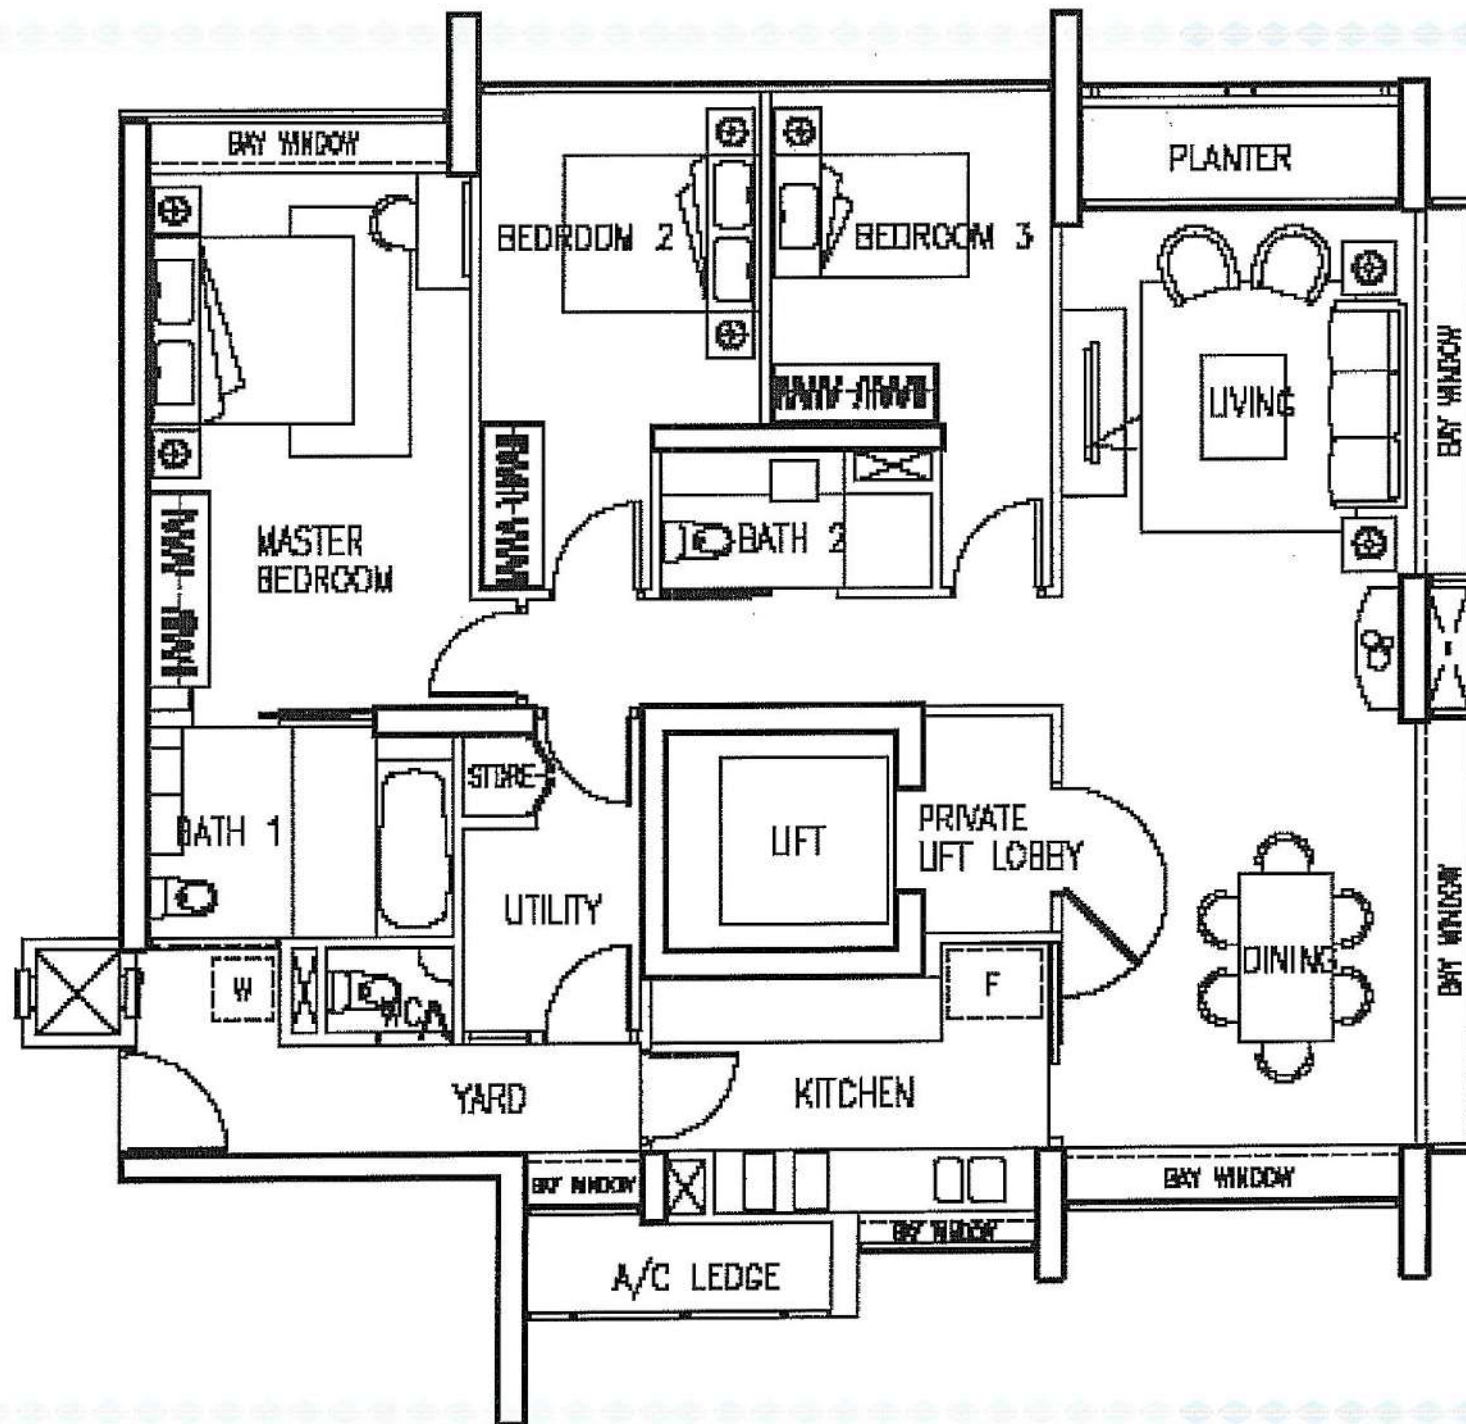 BAY WINDOW
PLANTER
BEDROOM 2
BEDROOM 3
BAY WINDOW
LIVING
MASTER
BEDROOM
BATH 2
STORE
BATH 1
LIFT
PRIVATE
LIFT LOBBY
UTILITY
BAY WINDOW
DINING
W
WC
F
YARD
KITCHEN
BAY WINDOW
BAY WINDOW
BAY WINDOW
A/C LEDGE